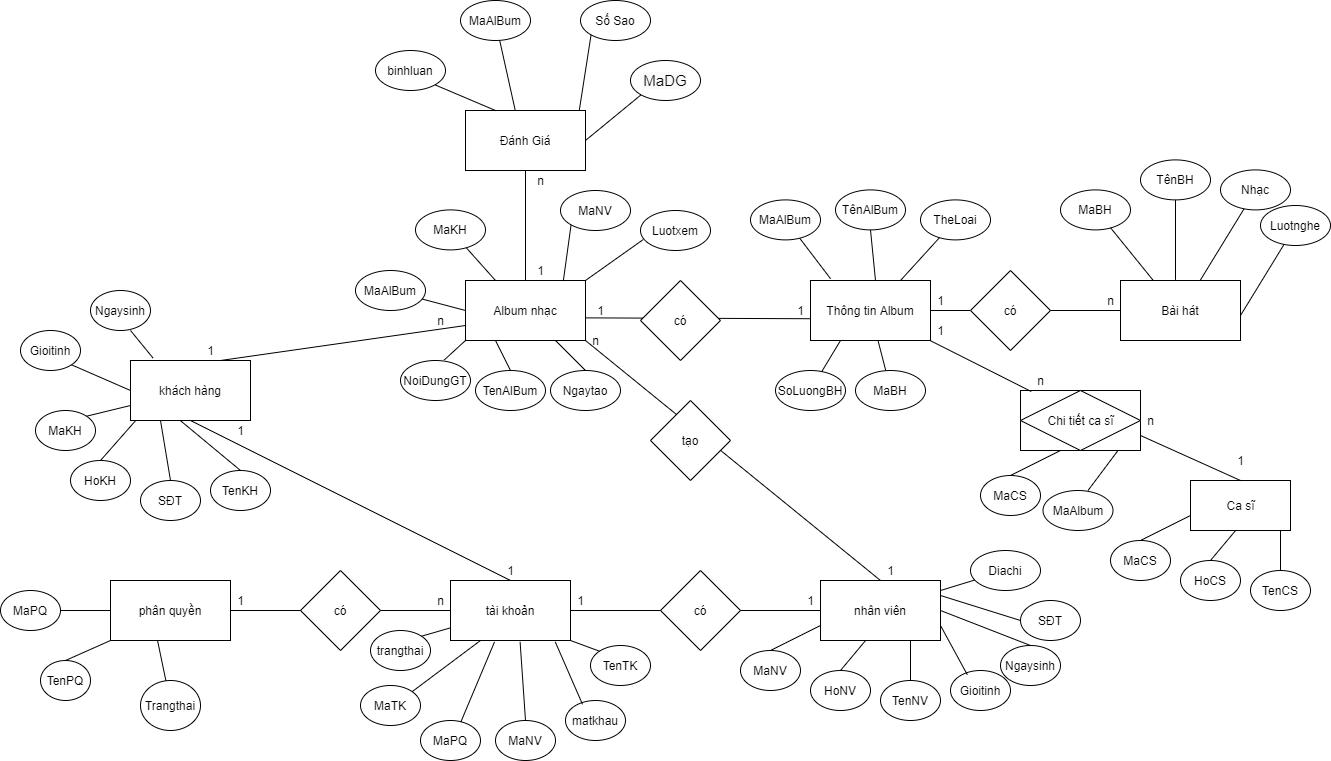 MaAlBum
Số Sao
binhluan
MaDG
Đánh Giá
n
MaKH
MaNV
Luotxem
MaAlBum
1
Album nhạc
n
1
n
NoiDungGT
TenAlBum
Ngaytao
có
MaAlBum
TênAlBum
TheLoai
1
Thông tin Album
1
1
SoLuongBH
MaBH
có
MaBH
TênBH
Nhạc
Luotnghe
n
Bài hát
n
Chi tiết ca sĩ
n
MaCS
MaAlbum
1
Ca sĩ
MaCS
HoCS
TenCS
Ngaysinh
Gioitinh
1
khách hàng
MaKH
1
HoKH
SĐT
TenKH
tạo
MaPQ
phân quyền
1
TenPQ
Trangthai
có
n
1
tài khoản
1
trangthai
MaTK
MaPQ
MaNV
matkhau
TenTK
có
1
1
nhân viên
Diachi
SĐT
Ngaysinh
MaNV
HoNV
TenNV
Gioitinh